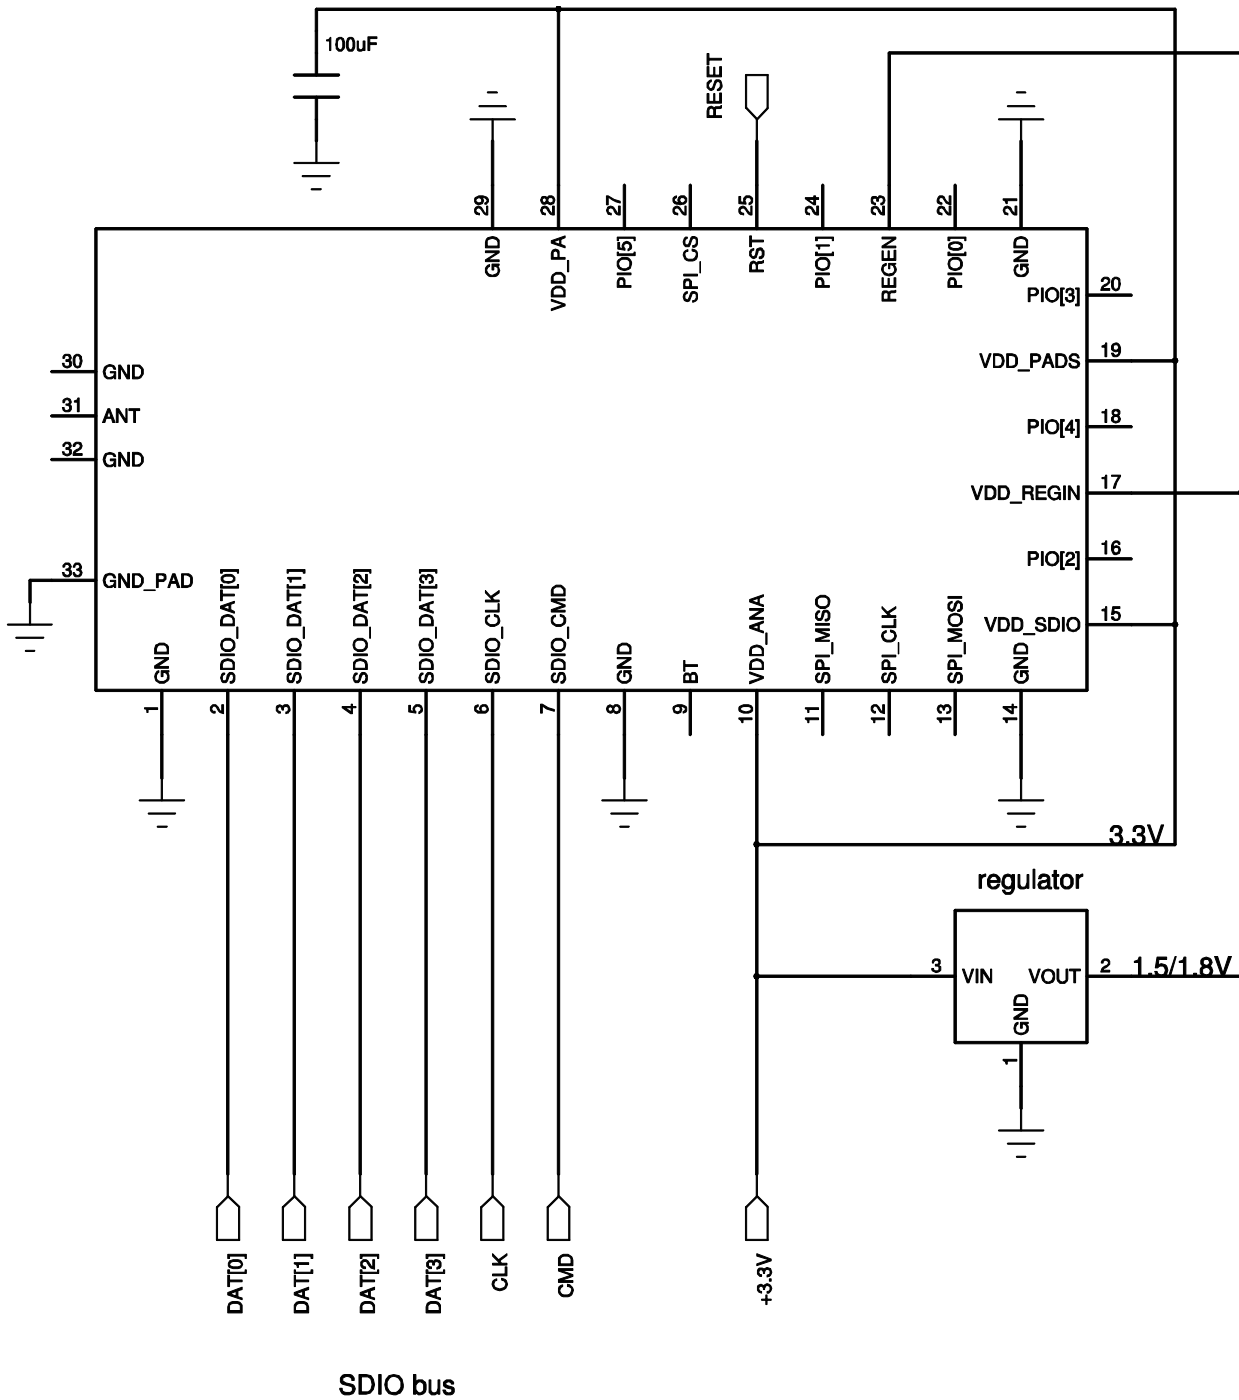 100uF
RESET
29
28
27
26
25
24
23
22
21
GND
VDD_PA
PIO[5]
SPI_CS
RST
PIO[1]
REGEN
PIO[0]
GND
PIO[3]
20
VDD_PADS
19
30
GND
31
ANT
PIO[4]
18
32
GND
VDD_REGIN
17
PIO[2]
16
33
GND_PAD
VDD_SDIO
15
GND
SDIO_DAT[0]
SDIO_DAT[1]
SDIO_DAT[2]
SDIO_DAT[3]
SDIO_CLK
SDIO_CMD
GND
BT
VDD_ANA
SPI_MISO
SPI_CLK
SPI_MOSI
GND
1
2
3
4
5
6
7
8
9
10
11
12
13
14
3.3V
regulator
3
VIN
VOUT
2
1.5/1.8V
GND
1
DAT[0]
DAT[1]
DAT[2]
DAT[3]
CLK
CMD
+3.3V
SDIO bus